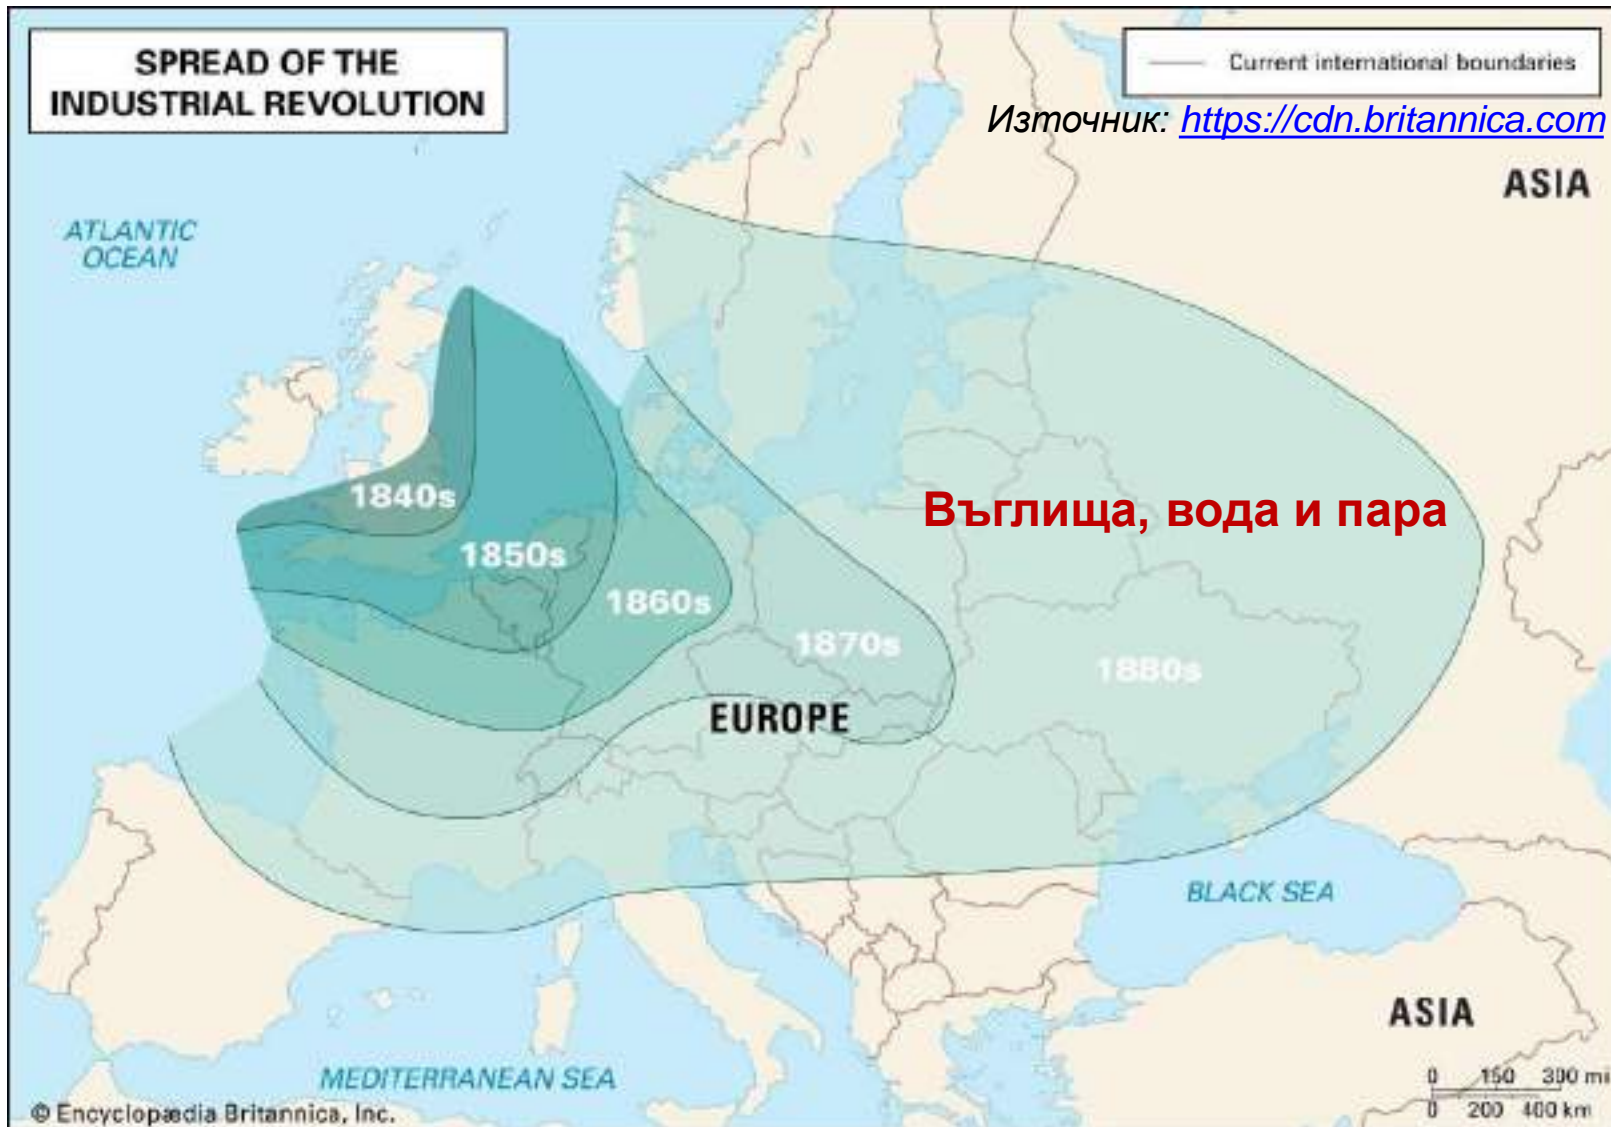 SPREAD OF THE
INDUSTRIAL REVOLUTION
Current international boundaries
Източник: https://cdn.britannica.com
ASIA
ATLANTIC
OCEAN
1840s
Въглища, вода и пара
1850s
1860s
1870s
1880s
EUROPE
BLACK SEA
ASIA
MEDITERRANEAN SEA
0 150 300 mi
0 200 400 km
© Encyclopædia Britannica, Inc.